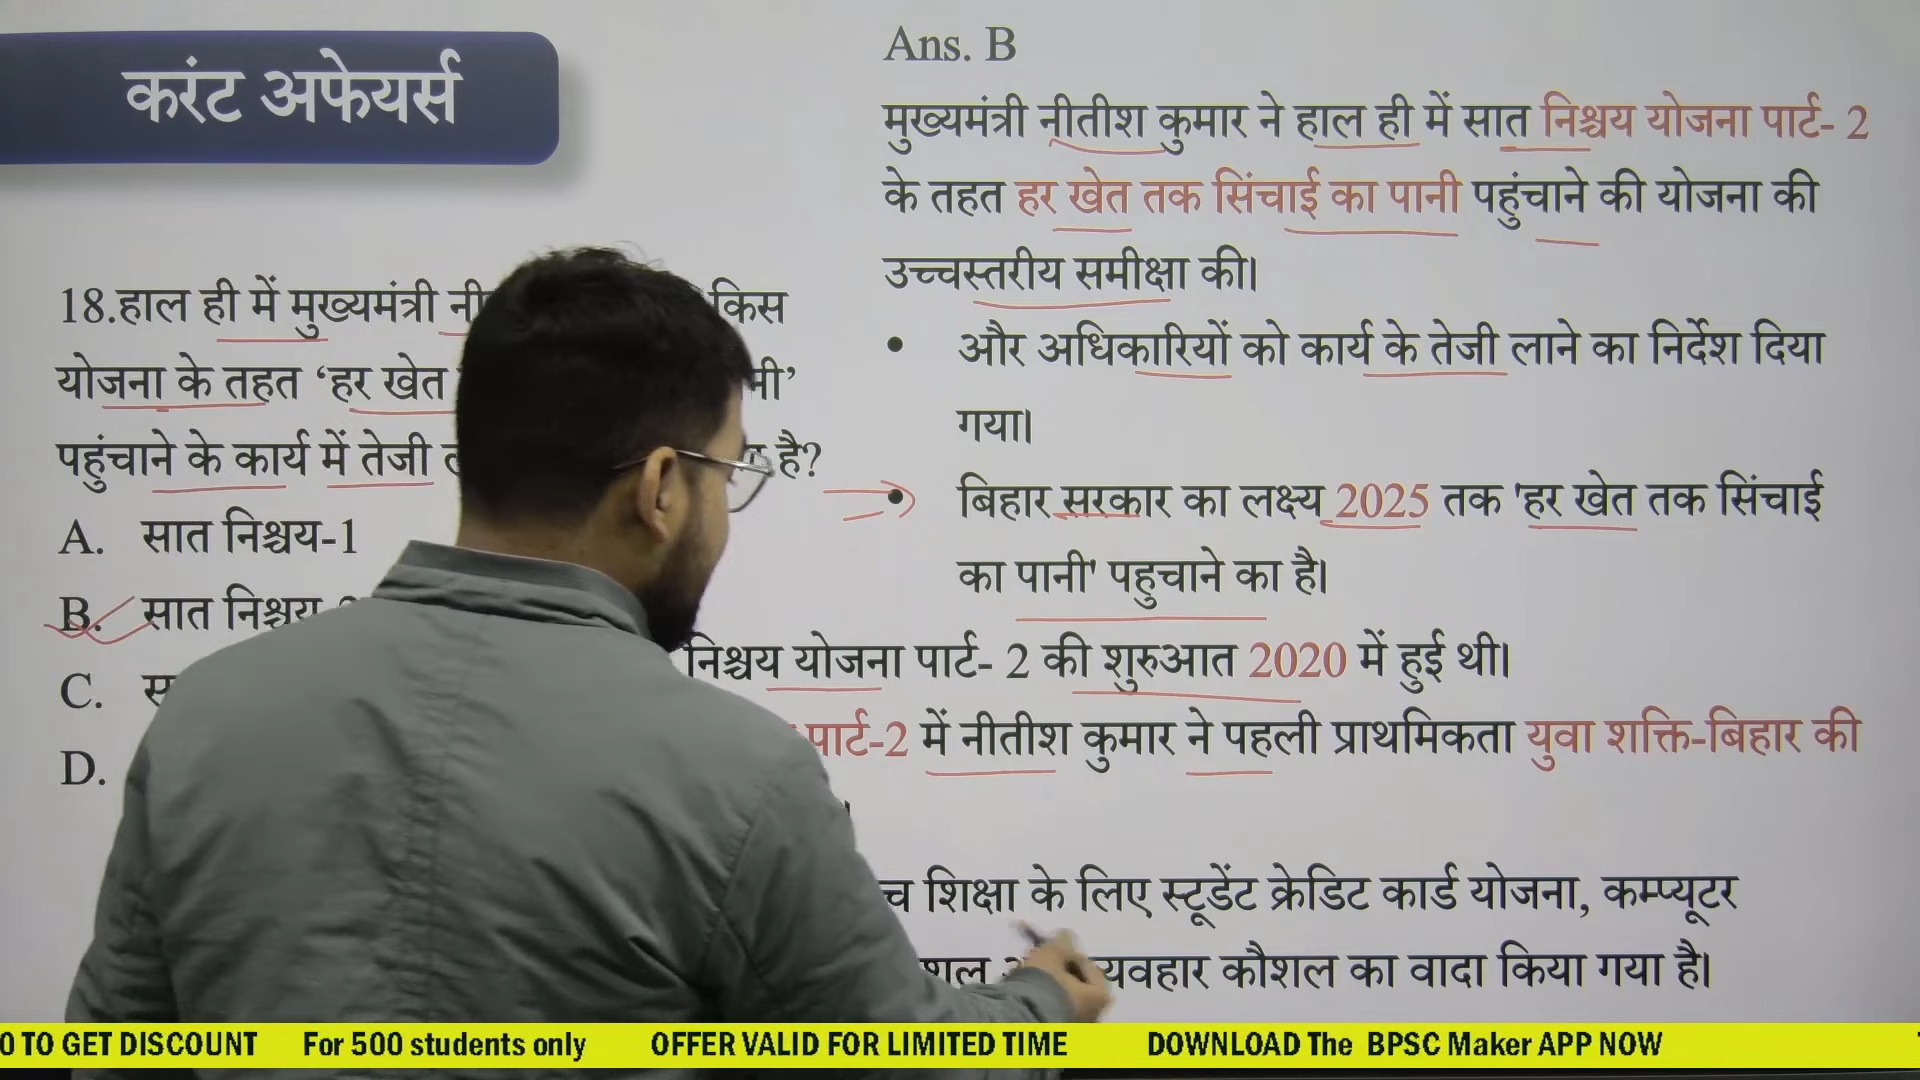 करंट अफेयर्स
18.हाल ही में मुख्यमंत्री किस
योजना के तहत ‘हर खेत
पहुंचाने के कार्य में तेजी है?
A. सात निश्चय-1
B. सात निश्चय
C.
D.
Ans. B
मुख्यमंत्री नीतीश कुमार ने हाल ही में सात निश्चय योजना पार्ट- 2
के तहत हर खेत तक सिंचाई का पानी पहुंचाने की योजना की
उच्चस्तरीय समीक्षा की।
• और अधिकारियों को कार्य के तेजी लाने का निर्देश दिया
गया।
• बिहार सरकार का लक्ष्य 2025 तक 'हर खेत तक सिंचाई
का पानी' पहुचाने का है।
निश्चय योजना पार्ट- 2 की शुरुआत 2020 में हुई थी।
पार्ट-2 में नीतीश कुमार ने पहली प्राथमिकता युवा शक्ति-बिहार की
शिक्षा के लिए स्टूडेंट क्रेडिट कार्ड योजना, कम्प्यूटर
कौशल का वादा किया गया है।
TO GET DISCOUNT For 500 students only OFFER VALID FOR LIMITED TIME DOWNLOAD The BPSC Maker APP NOW